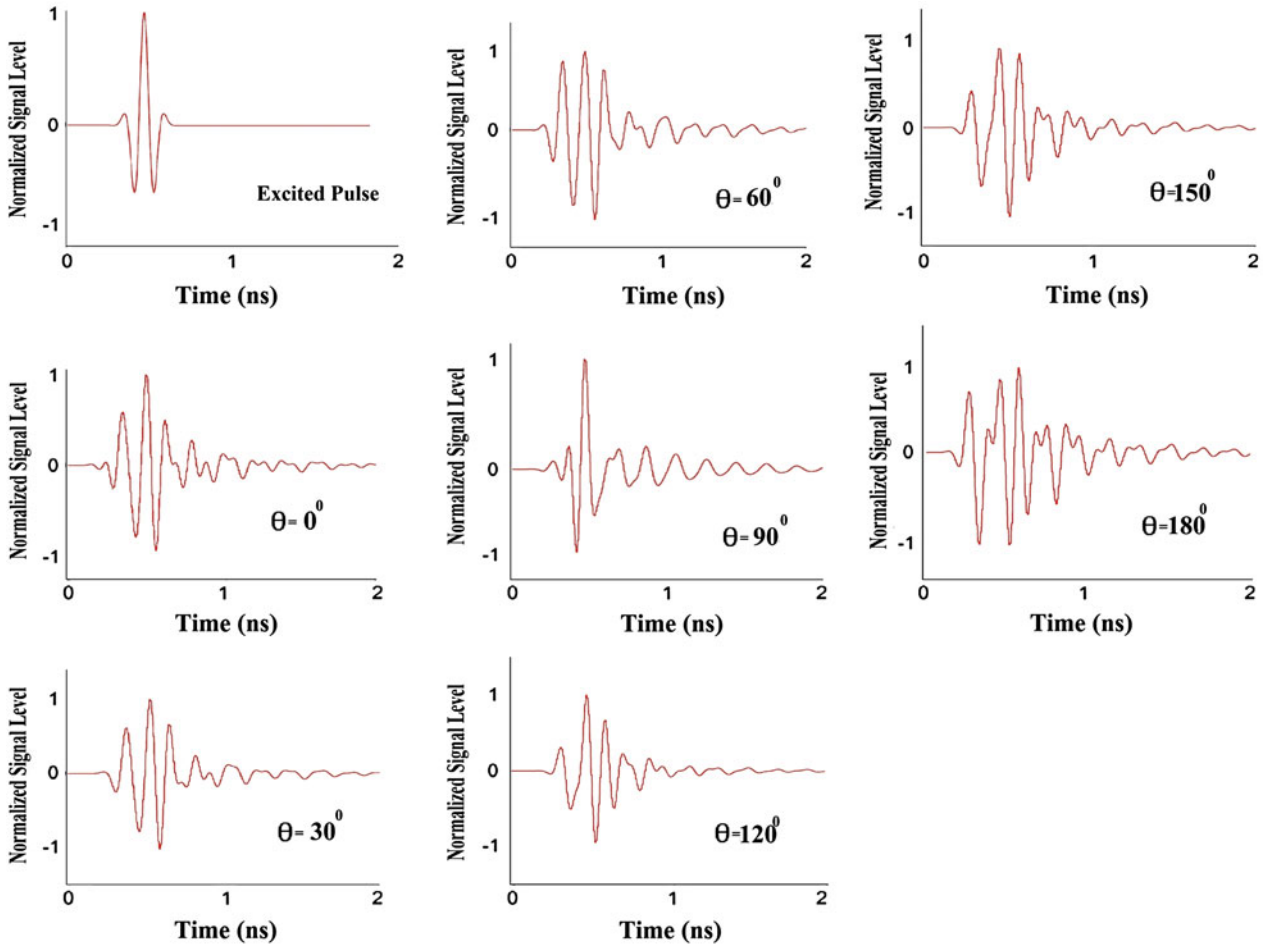 Normalized Signal Level
1
0
-1
Excited Pulse
0 1 2
Time (ns)
Normalized Signal Level
1
0
-1
θ= 60⁰
0 1 2
Time (ns)
Normalized Signal Level
1
0
-1
θ=150⁰
0 1 2
Time (ns)
Normalized Signal Level
1
0
-1
θ= 0⁰
0 1 2
Time (ns)
Normalized Signal Level
1
0
-1
θ= 90⁰
0 1 2
Time (ns)
Normalized Signal Level
1
0
-1
θ=180⁰
0 1 2
Time (ns)
Normalized Signal Level
1
0
-1
θ= 30⁰
0 1 2
Time (ns)
Normalized Signal Level
1
0
-1
θ=120⁰
0 1 2
Time (ns)